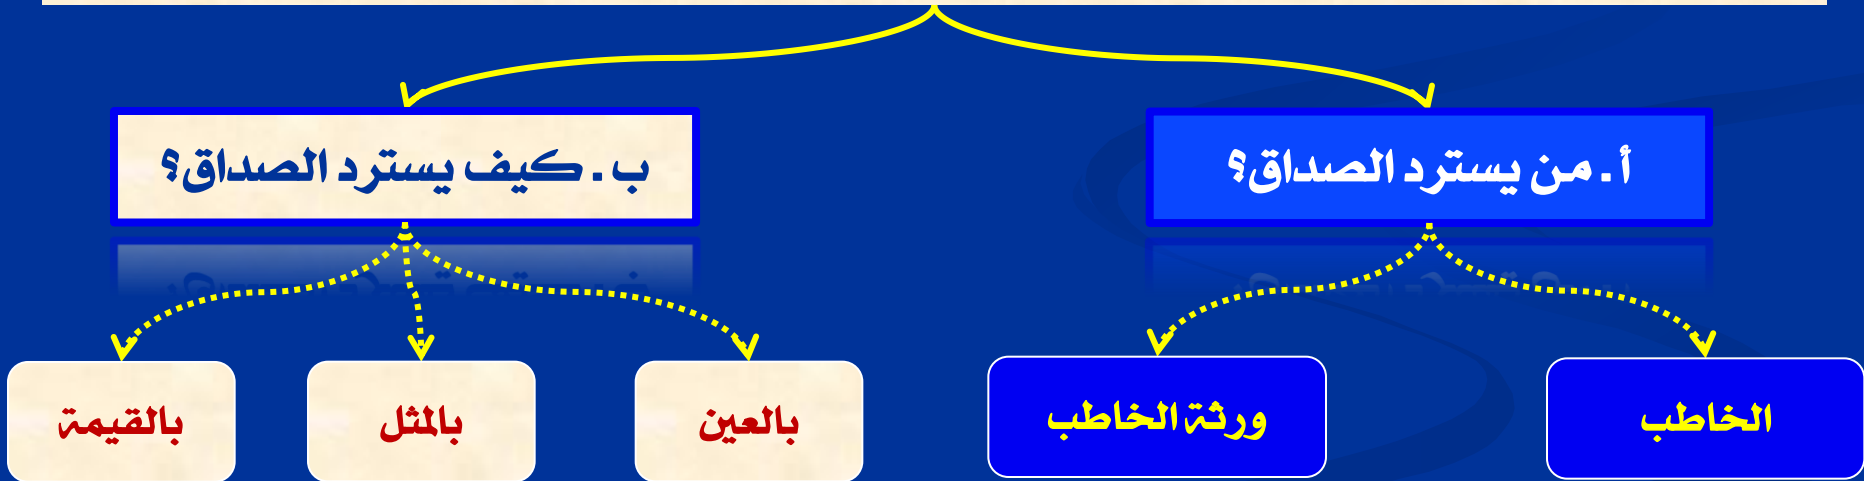 أ. من يسترد الصداق؟
ب. كيف يسترد الصداق؟
الخاطب
ورثة الخاطب
بالعين
بالمثل
بالقيمة